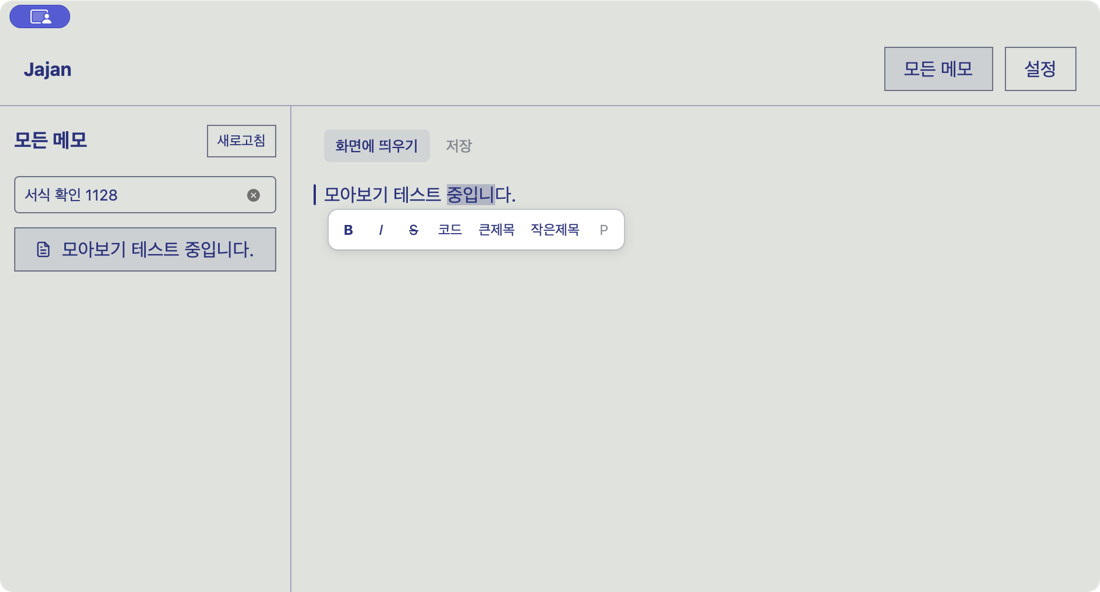 Jajan
모든 메모
설정
모든 메모
새로고침
서식 확인 1128
모아보기 테스트 중입니다.
화면에 띄우기
저장
모아보기 테스트 중입니다.
B I S 코드 큰제목 작은제목 P